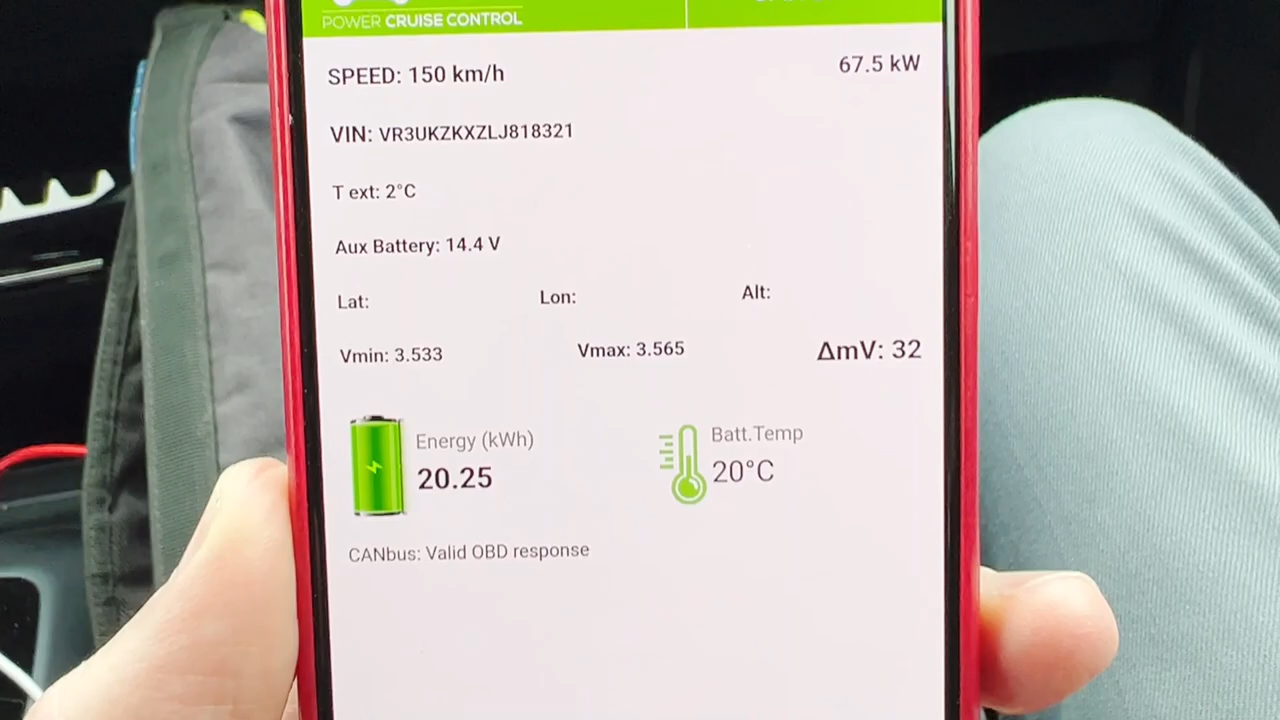 POWER CRUISE CONTROL
SPEED: 150 km/h
67.5 kW
VIN: VR3UKZKXZLJ818321
T ext: 2°C
Aux Battery: 14.4 V
Lat:
Lon:
Alt:
Vmin: 3.533
Vmax: 3.565
ΔmV: 32
Energy (kWh)
20.25
Batt.Temp
20°C
CANbus: Valid OBD response